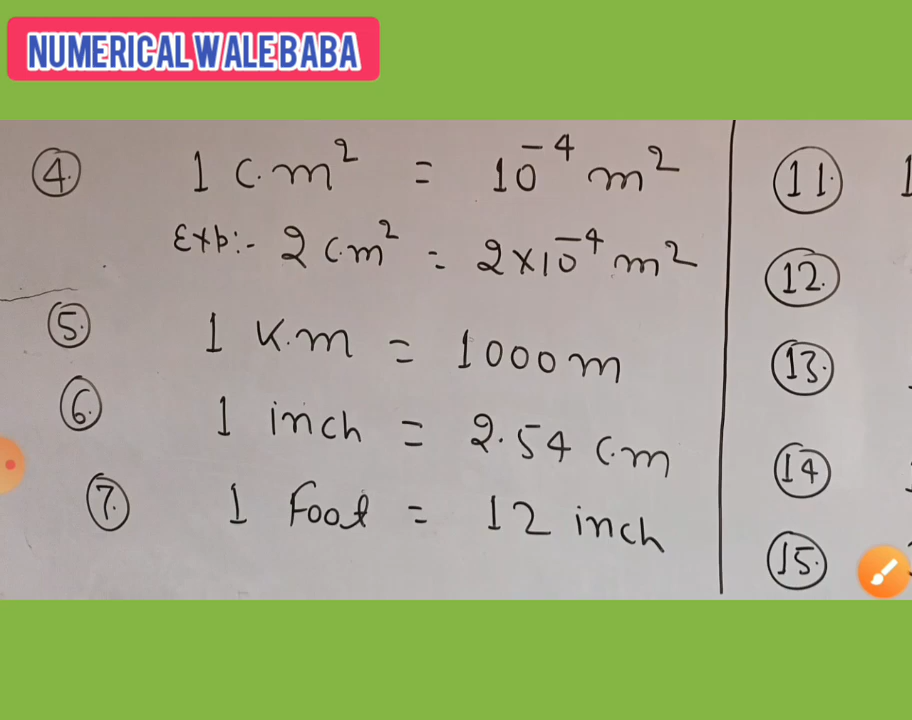 NUMERICAL WALE BABA
4. 1 c.m² = 10⁻⁴ m²
Exp:- 2 c.m² = 2×10⁻⁴ m²
5. 1 K.m = 1000 m
6. 1 inch = 2.54 c.m
7. 1 Foot = 12 inch
11. 1
12.
13.
14.
15.